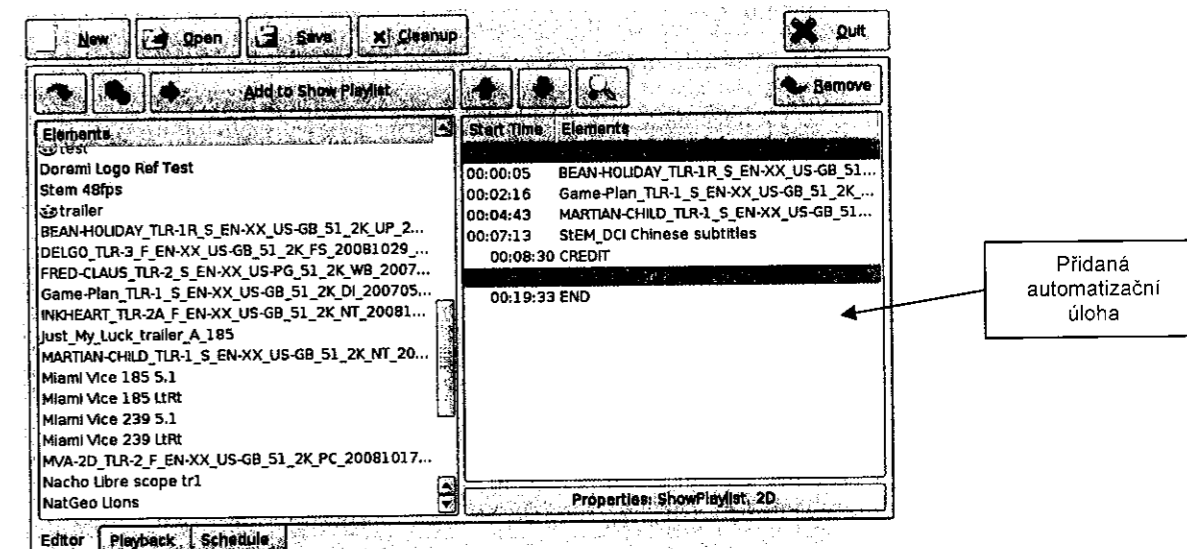 New Open Save Cleanup Quit
Add to Show Playlist Remove
Elements
test
Doremi Logo Ref Test
Stem 48fps
trailer
BEAN-HOLIDAY_TLR-1R_S_EN-XX_US-GB_51_2K_UP_2...
DELGO_TLR-3_F_EN-XX_US-GB_51_2K_FS_20081029_...
FRED-CLAUS_TLR-2_S_EN-XX_US-PG_51_2K_WB_2007...
Game-Plan_TLR-1_S_EN-XX_US-GB_51_2K_DI_200705...
INKHEART_TLR-2A_F_EN-XX_US-GB_51_2K_NT_20081...
Just_My_Luck_trailer_A_185
MARTIAN-CHILD_TLR-1_S_EN-XX_US-GB_51_2K_NT_20...
Miami Vice 185 5.1
Miami Vice 185 LtRt
Miami Vice 239 5.1
Miami Vice 239 LtRt
MVA-2D_TLR-2_F_EN-XX_US-GB_51_2K_PC_20081017...
Nacho Libre scope tr1
NatGeo Lions
Start Time Elements
00:00:05 BEAN-HOLIDAY_TLR-1R_S_EN-XX_US-GB_51...
00:02:16 Game-Plan_TLR-1_S_EN-XX_US-GB_51_2K_...
00:04:43 MARTIAN-CHILD_TLR-1_S_EN-XX_US-GB_51...
00:07:13 StEM_DCI Chinese subtitles
00:08:30 CREDIT
00:19:33 END
Properties: ShowPlaylist, 2D
Editor Playback Schedule
Přidaná
automatizační
úloha